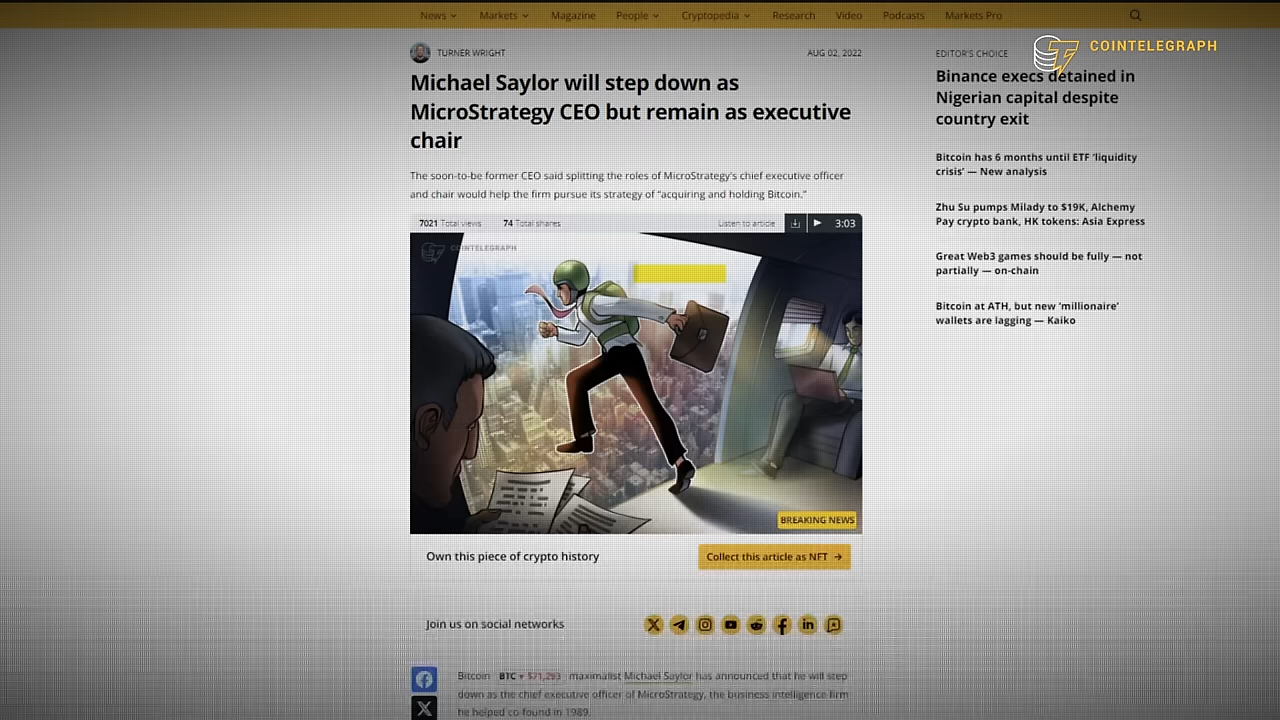 News Markets Magazine People Cryptopedia Research Video Podcasts Markets Pro
COINTELEGRAPH
TURNER WRIGHT AUG 02, 2022
Michael Saylor will step down as
MicroStrategy CEO but remain as executive
chair
The soon-to-be former CEO said splitting the roles of MicroStrategy's chief executive officer
and chair would help the firm pursue its strategy of “acquiring and holding Bitcoin.”
7021 Total views 74 Total shares Listen to article 3:03
COINTELEGRAPH
BREAKING NEWS
Own this piece of crypto history Collect this article as NFT →
Join us on social networks
Bitcoin BTC ▼ $71,293 maximalist Michael Saylor has announced that he will step
down as the chief executive officer of MicroStrategy, the business intelligence firm
he helped co-found in 1989.
EDITOR'S CHOICE
Binance execs detained in
Nigerian capital despite
country exit
Bitcoin has 6 months until ETF ‘liquidity
crisis’ — New analysis
Zhu Su pumps Milady to $19K, Alchemy
Pay crypto bank, HK tokens: Asia Express
Great Web3 games should be fully — not
partially — on-chain
Bitcoin at ATH, but new ‘millionaire’
wallets are lagging — Kaiko